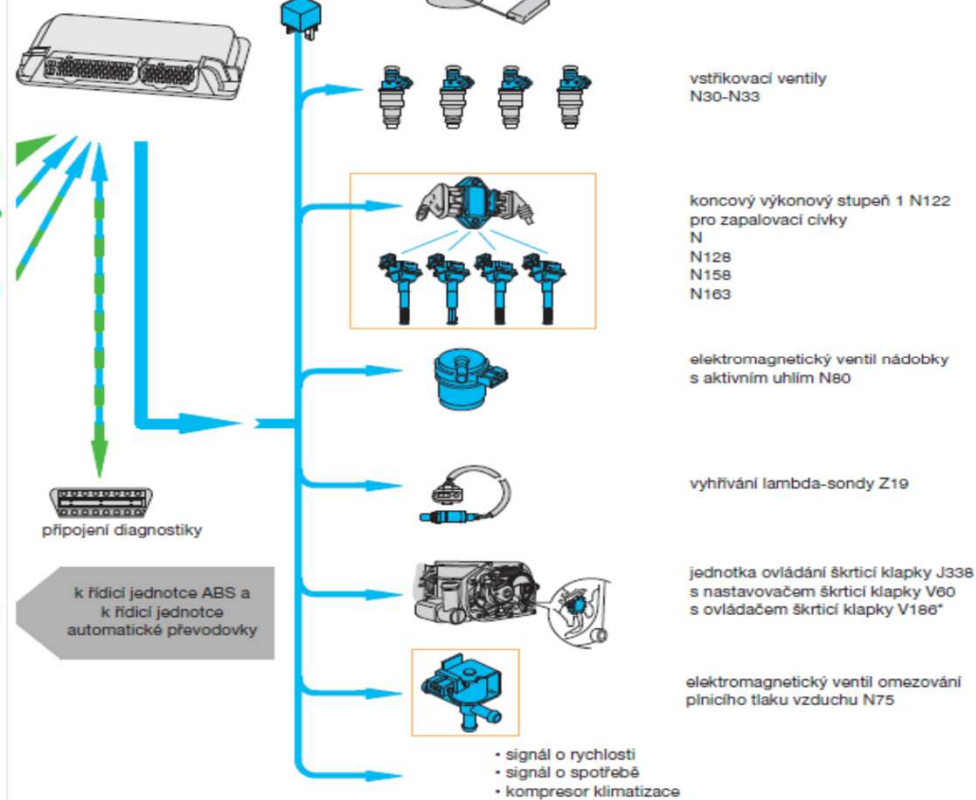 vstřikovací ventily
N30-N33
koncový výkonový stupeň 1 N122
pro zapalovací cívky
N
N128
N158
N163
elektromagnetický ventil nádobky
s aktivním uhlím N80
vyhřívání lambda-sondy Z19
připojení diagnostiky
k řídicí jednotce ABS a
k řídicí jednotce
automatické převodovky
jednotka ovládání škrticí klapky J338
s nastavovačem škrticí klapky V60
s ovládačem škrticí klapky V186*
elektromagnetický ventil omezování
plnicího tlaku vzduchu N75
• signál o rychlosti
• signál o spotřebě
• kompresor klimatizace